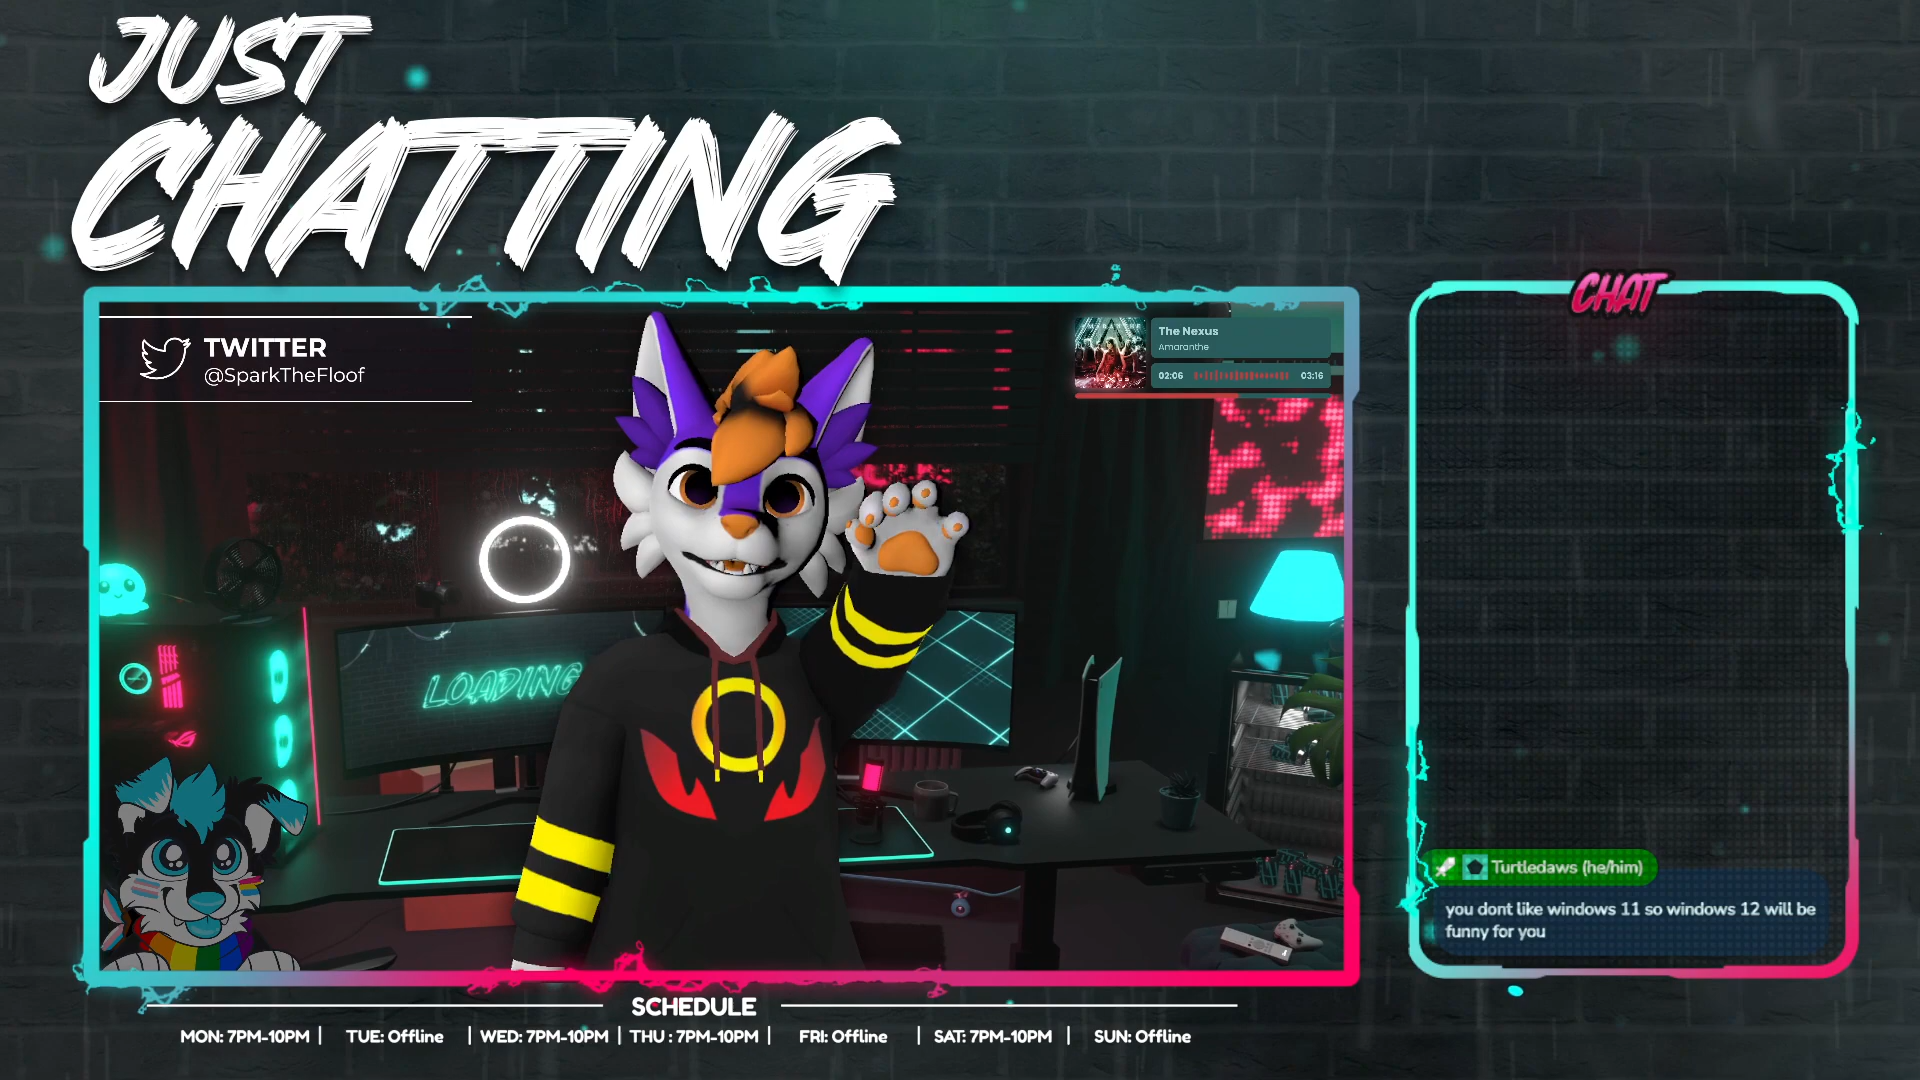 JUST
CHATTING
TWITTER
@SparkTheFloof
The Nexus
Amaranthe
02:06
03:16
CHAT
LOADING
Turtledaws (he/him)
you dont like windows 11 so windows 12 will be
funny for you
SCHEDULE
MON: 7PM-10PM | TUE: Offline | WED: 7PM-10PM | THU : 7PM-10PM | FRI: Offline | SAT: 7PM-10PM | SUN: Offline